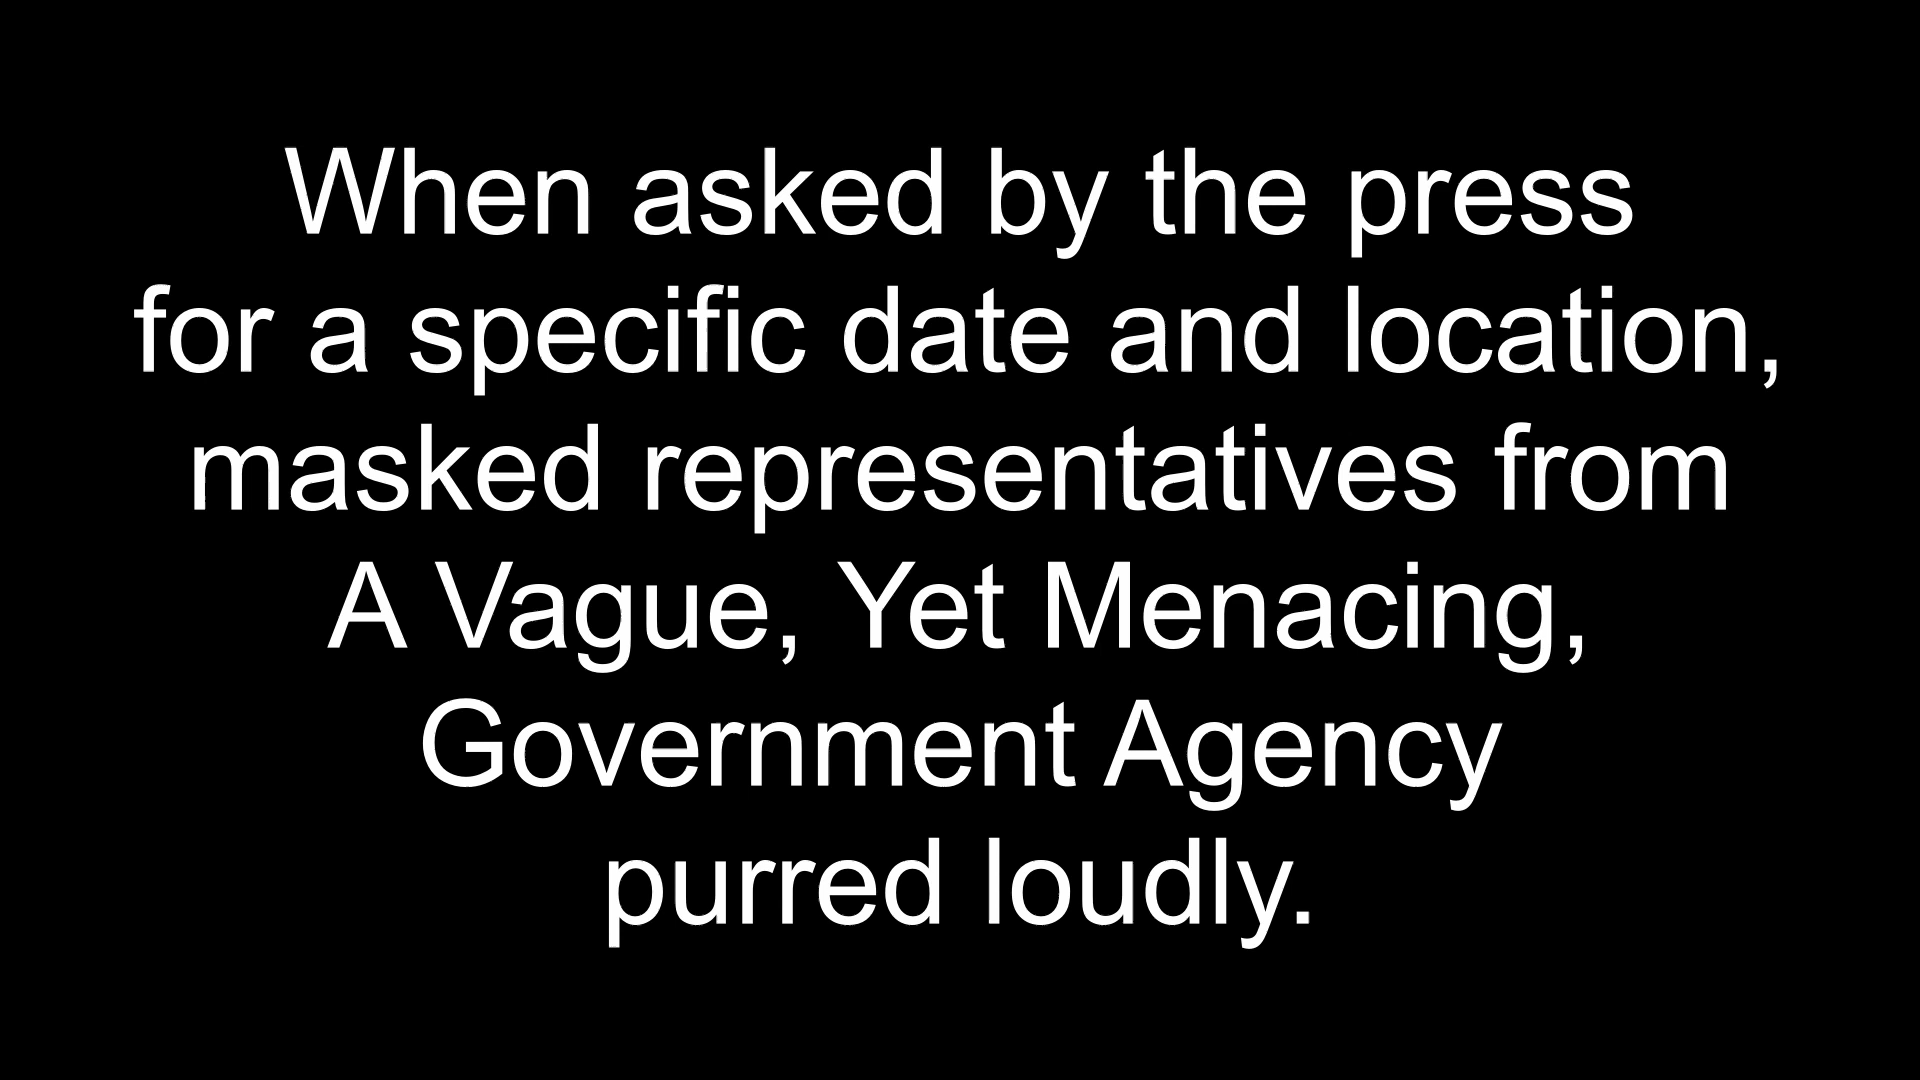 When asked by the press
for a specific date and location,
masked representatives from
A Vague, Yet Menacing,
Government Agency
purred loudly.